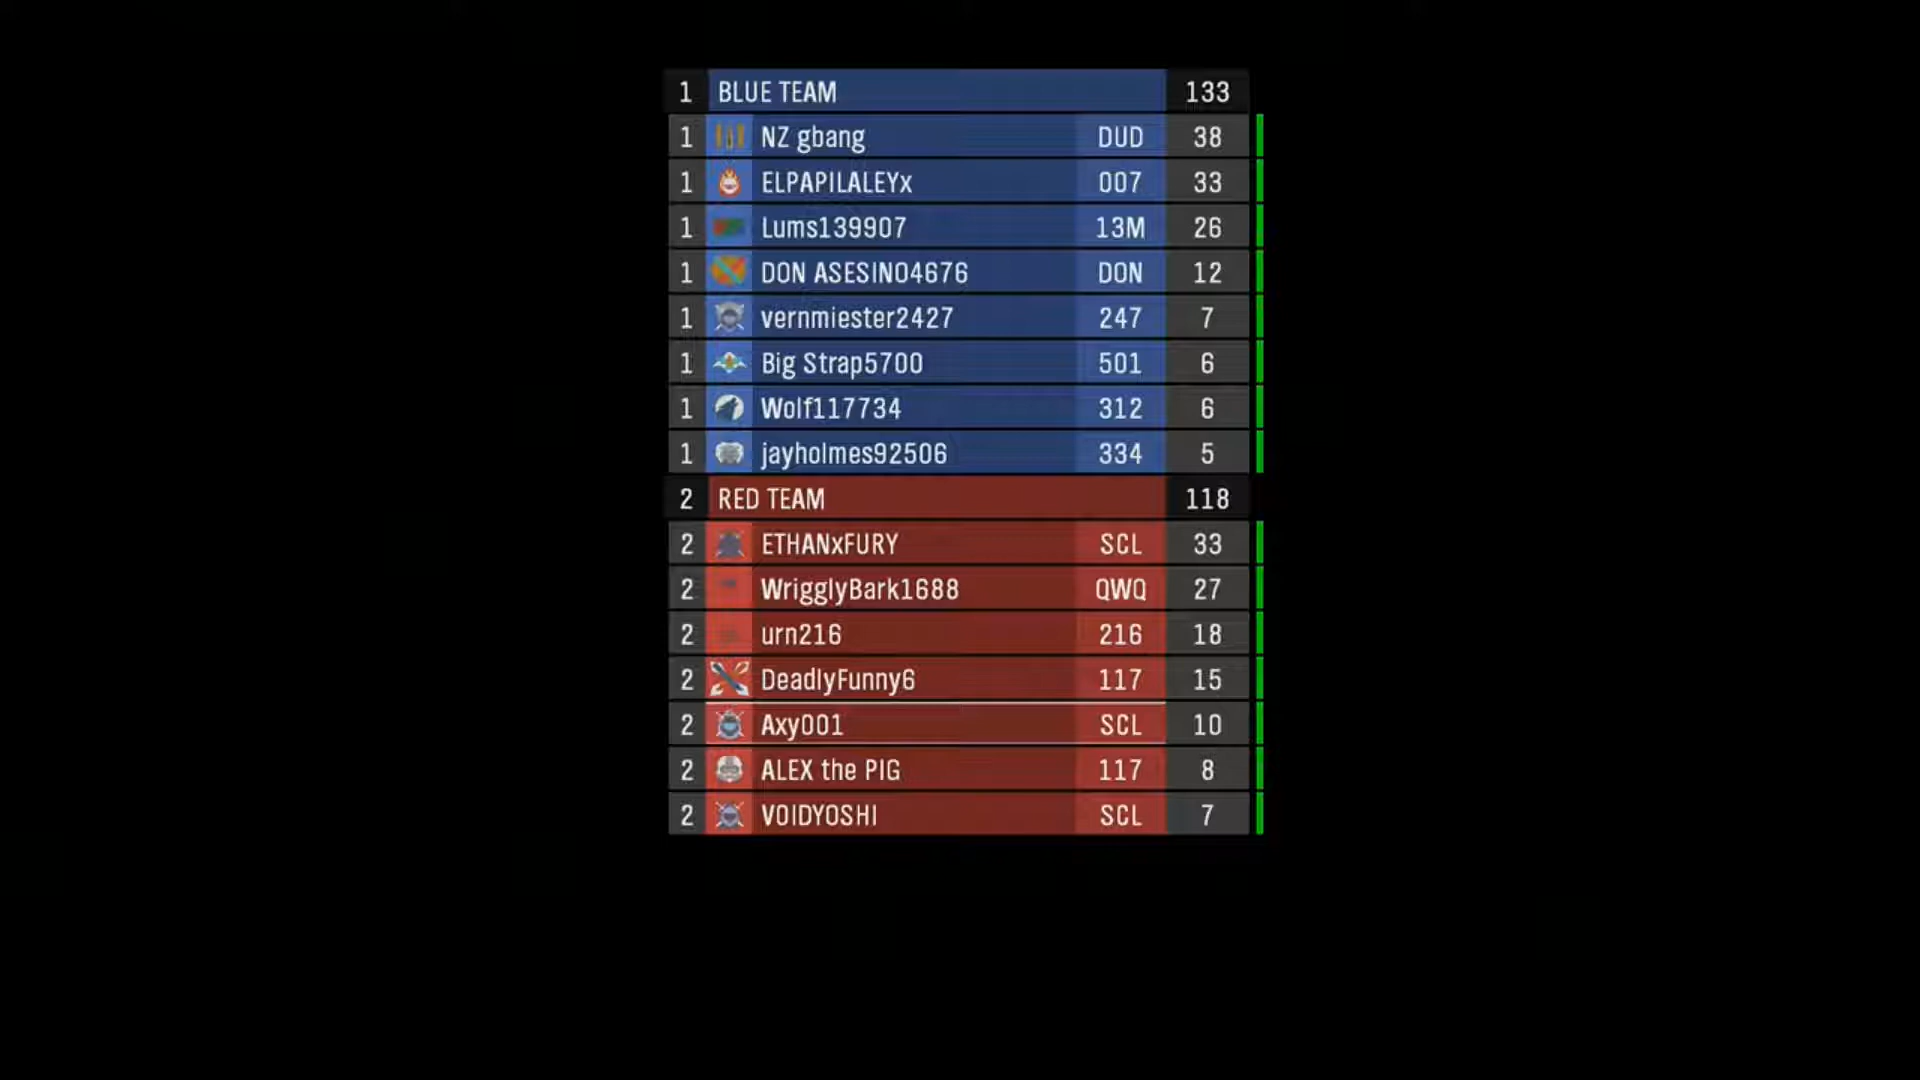 1 BLUE TEAM 133
1 NZ gbang DUD 38
1 ELPAPILALEYx 007 33
1 Lums139907 13M 26
1 DON ASESINO4676 DON 12
1 vernmiester2427 247 7
1 Big Strap5700 501 6
1 Wolf117734 312 6
1 jayholmes92506 334 5
2 RED TEAM 118
2 ETHANxFURY SCL 33
2 WrigglyBark1688 QWQ 27
2 urn216 216 18
2 DeadlyFunny6 117 15
2 Axy001 SCL 10
2 ALEX the PIG 117 8
2 VOIDYOSHI SCL 7